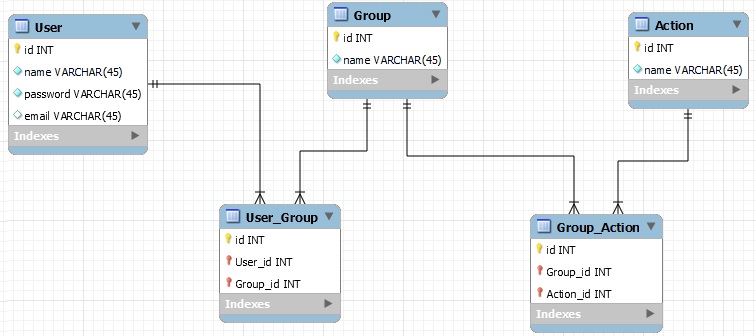 User
id INT
name VARCHAR(45)
password VARCHAR(45)
email VARCHAR(45)
Indexes
Group
id INT
name VARCHAR(45)
Indexes
Action
id INT
name VARCHAR(45)
Indexes
User_Group
id INT
User_id INT
Group_id INT
Indexes
Group_Action
id INT
Group_id INT
Action_id INT
Indexes